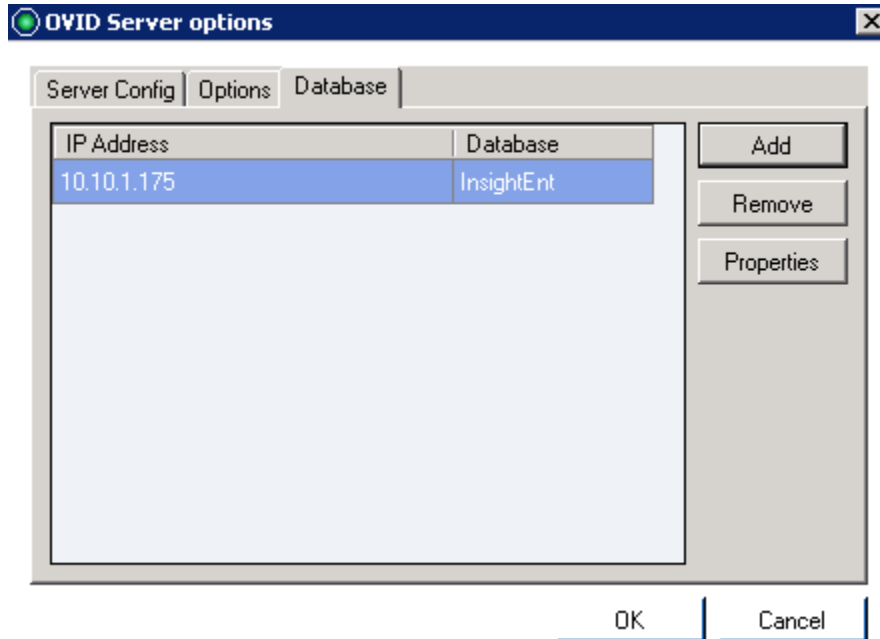 OVID Server options
Server Config Options Database
IP Address Database Add
10.10.1.175 InsightEnt
Remove
Properties
OK Cancel